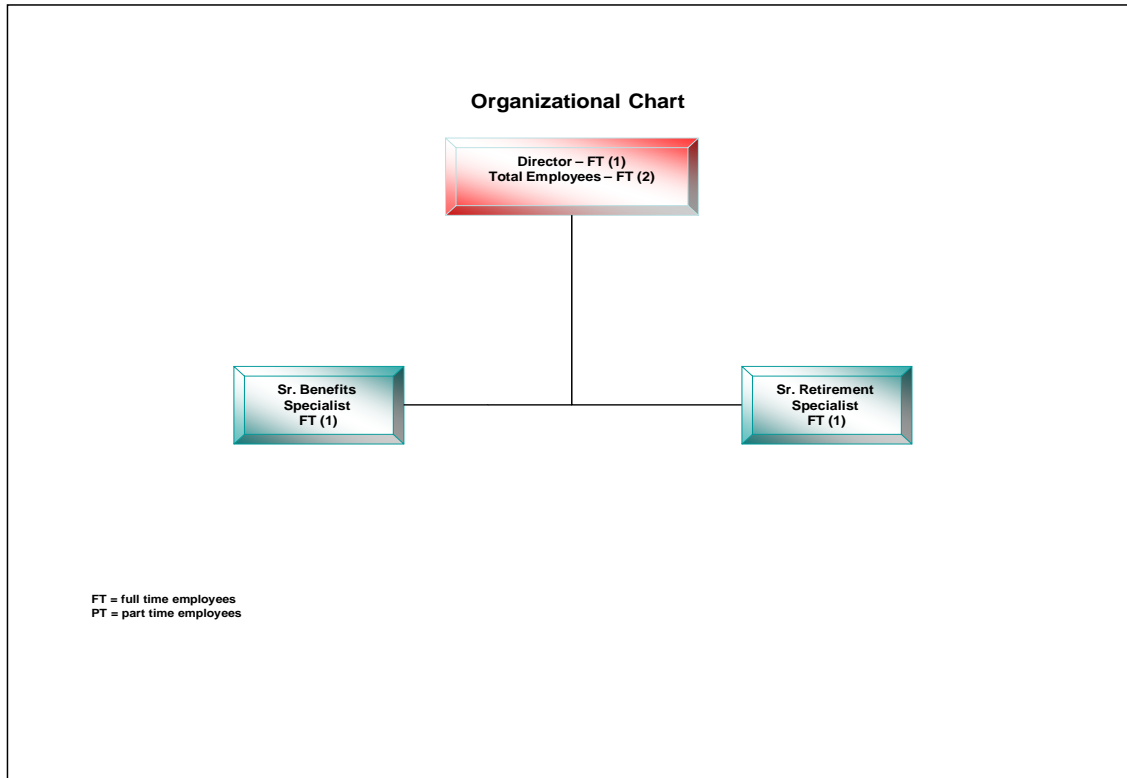 Organizational Chart
Director – FT (1)
Total Employees – FT (2)
Sr. Benefits
Specialist
FT (1)
Sr. Retirement
Specialist
FT (1)
FT = full time employees
PT = part time employees